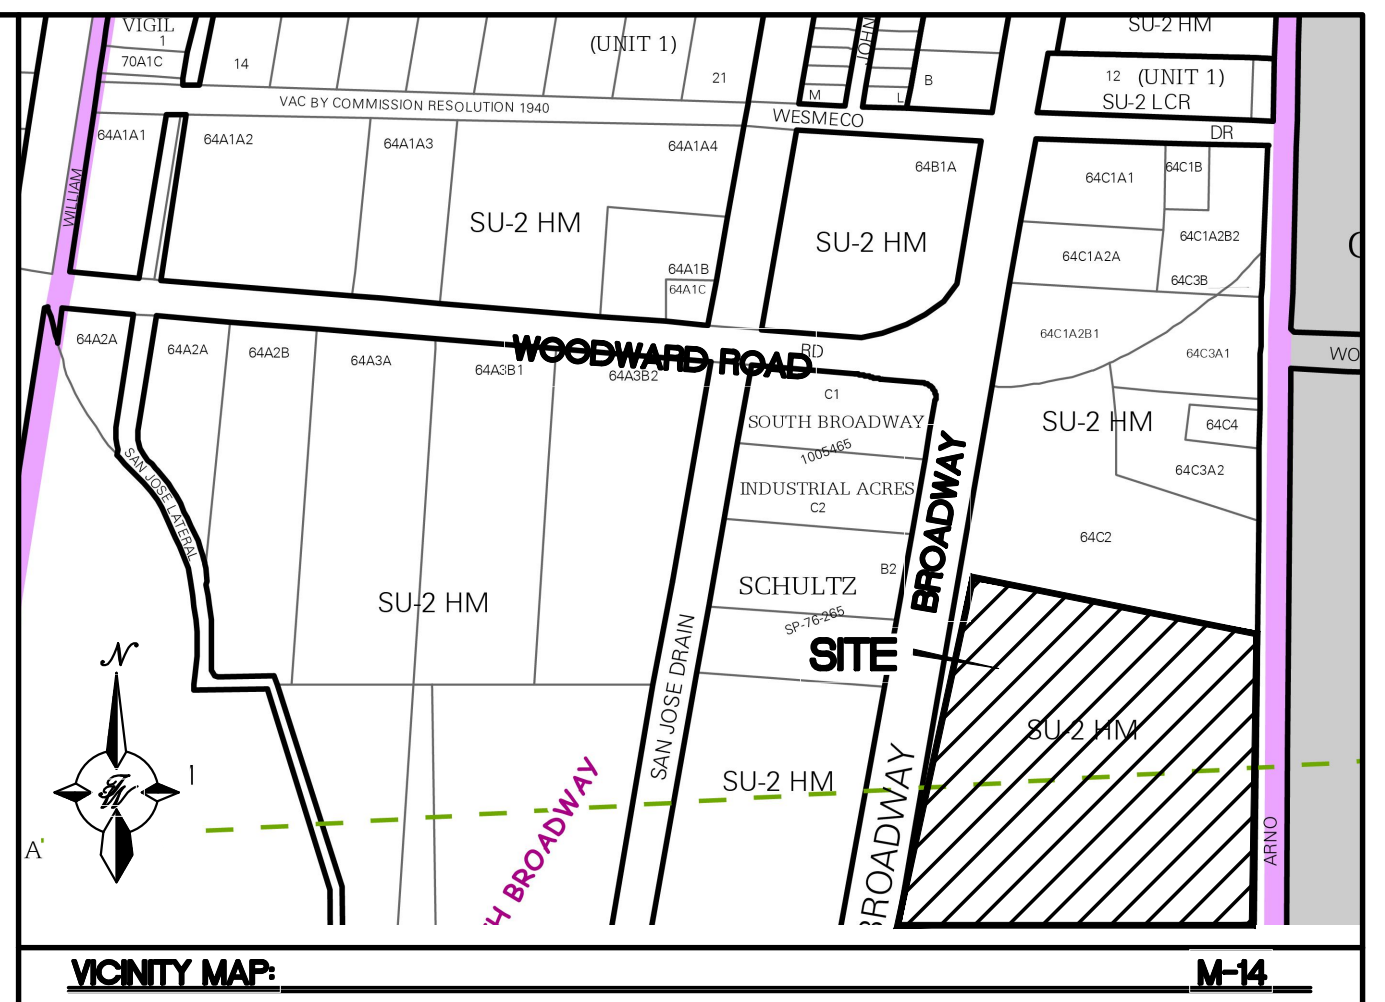 VIGIL
1
SU-2 HM
(UNIT 1)
70A1C
14
21
B
M
L
12 (UNIT 1)
SU-2 LCR
VAC BY COMMISSION RESOLUTION 1940
WESMECO
DR
64A1A1
64A1A2
64A1A3
64A1A4
64B1A
64C1A1
64C1B
WILLIAM
SU-2 HM
SU-2 HM
64C1A2B2
64C1A2A
64A1B
64A1C
64C3B
64A2A
64A2A
64A2B
64A3A
64A3B1
64A3B2
WOODWARD ROAD
RD
64C1A2B1
64C3A1
WO
C1
SOUTH BROADWAY
1005465
SU-2 HM
64C4
64C3A2
SAN JOSE LATERAL
INDUSTRIAL ACRES
C2
BROADWAY
64C2
SU-2 HM
B2
SCHULTZ
SP-76-265
SITE
N
SAN JOSE DRAIN
SU-2 HM
SU-2 HM
BROADWAY
H BROADWAY
ARNO
A
VICINITY MAP:
M-14